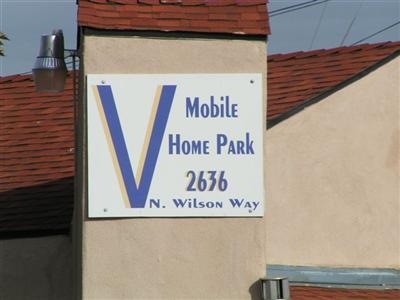 V Mobile
Home Park
2636
N. Wilson Way